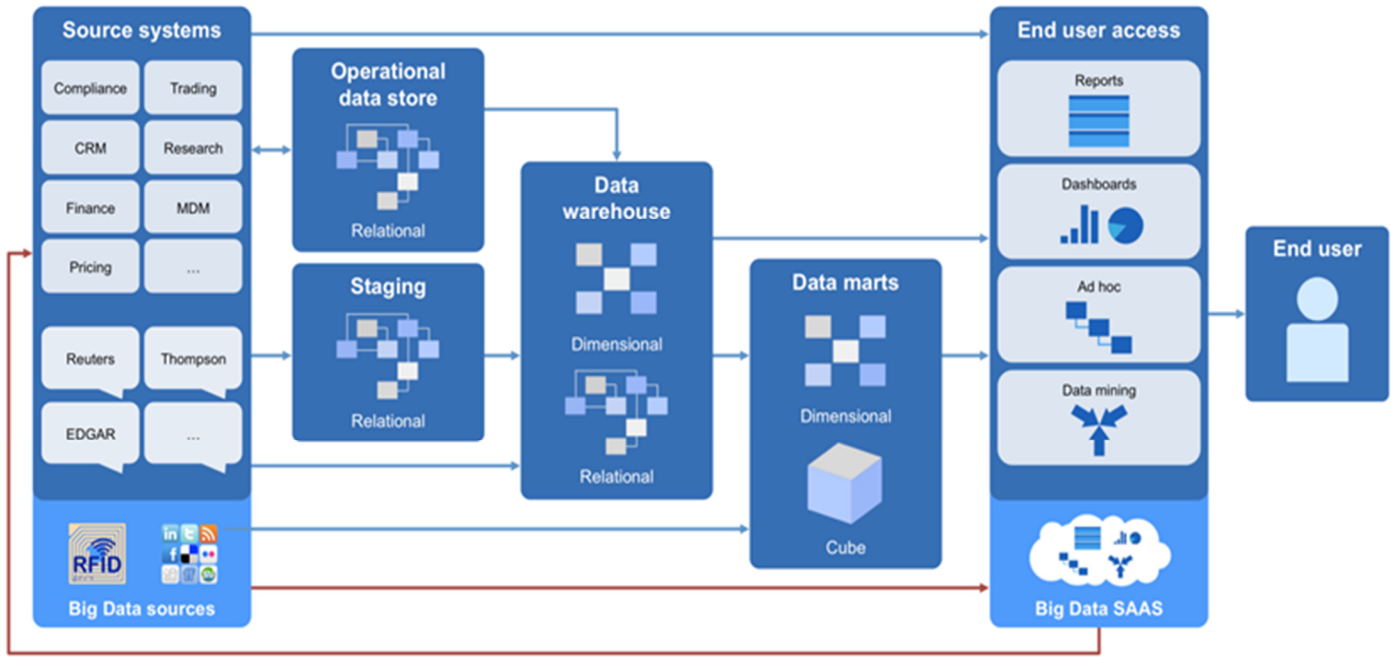 Source systems
Compliance
Trading
CRM
Research
Finance
MDM
Pricing
...
Reuters
Thompson
EDGAR
...
RFID
in
t
f
Big Data sources
Operational
data store
Relational
Staging
Relational
Data
warehouse
Dimensional
Relational
Data marts
Dimensional
Cube
End user access
Reports
Dashboards
Ad hoc
Data mining
Big Data SAAS
End user